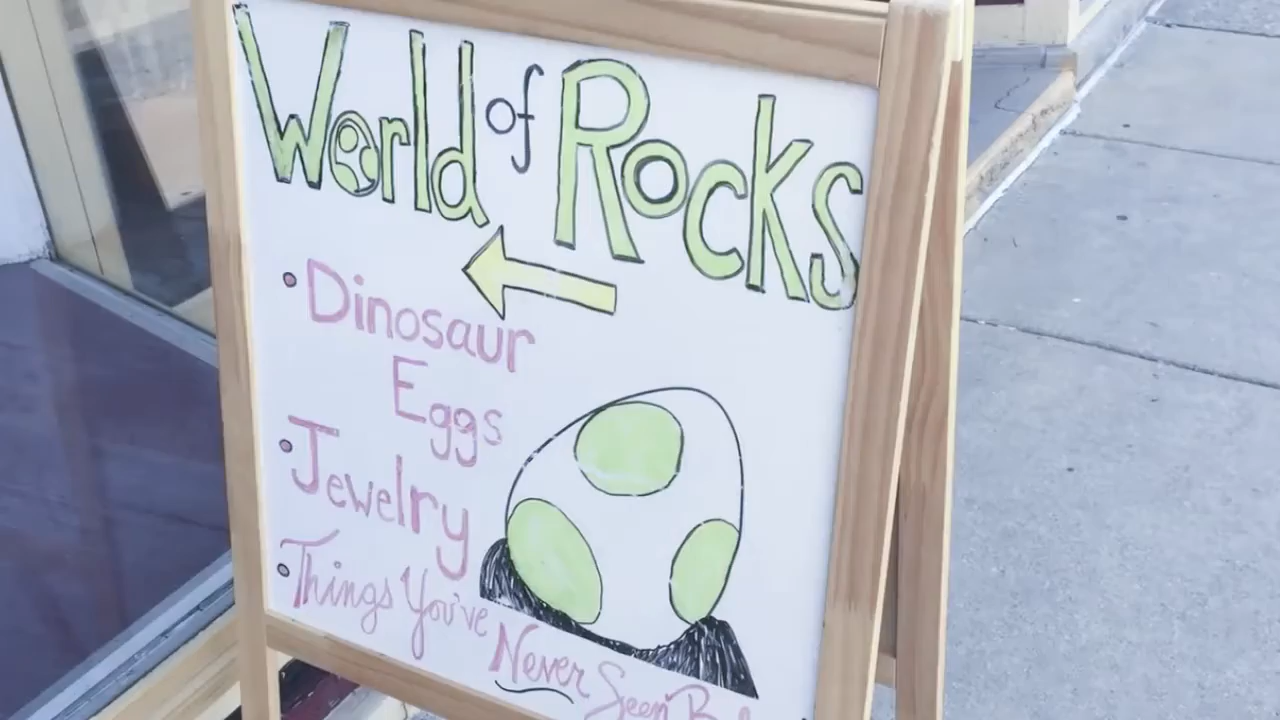 World of Rocks
• Dinosaur
Eggs
• Jewelry
• Things You've
Never Seen